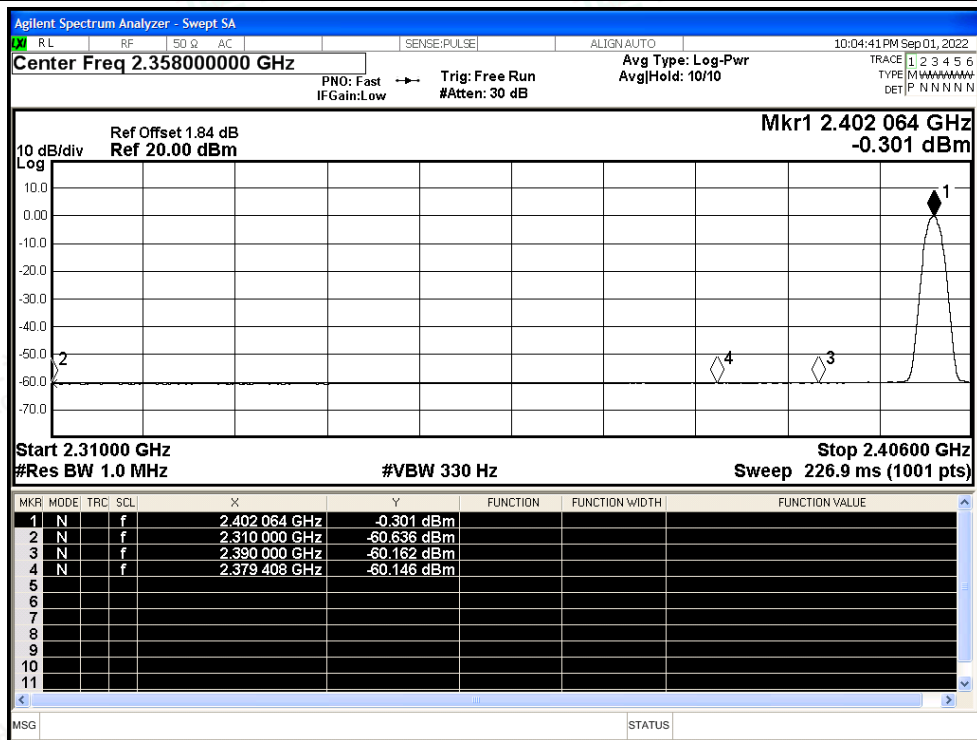 Agilent Spectrum Analyzer - Swept SA
LXI RL RF 50 Ω AC SENSE:PULSE ALIGN AUTO 10:04:41 PM Sep 01, 2022
Center Freq 2.358000000 GHz Avg Type: Log-Pwr TRACE 1 2 3 4 5 6
PNO: Fast Trig: Free Run Avg|Hold: 10/10 TYPE M WWWWW
IFGain:Low #Atten: 30 dB DET P N N N N N
Mkr1 2.402 064 GHz
Ref Offset 1.84 dB -0.301 dBm
10 dB/div Ref 20.00 dBm
Log
10.0
1
0.00
-10.0
-20.0
-30.0
-40.0
-50.0
2 4 3
-60.0
-70.0
Start 2.31000 GHz Stop 2.40600 GHz
#Res BW 1.0 MHz #VBW 330 Hz Sweep 226.9 ms (1001 pts)
MKR MODE TRC SCL X Y FUNCTION FUNCTION WIDTH FUNCTION VALUE
1 N f 2.402 064 GHz -0.301 dBm
2 N f 2.310 000 GHz -60.636 dBm
3 N f 2.390 000 GHz -60.162 dBm
4 N f 2.379 408 GHz -60.146 dBm
5
6
7
8
9
10
11
MSG STATUS